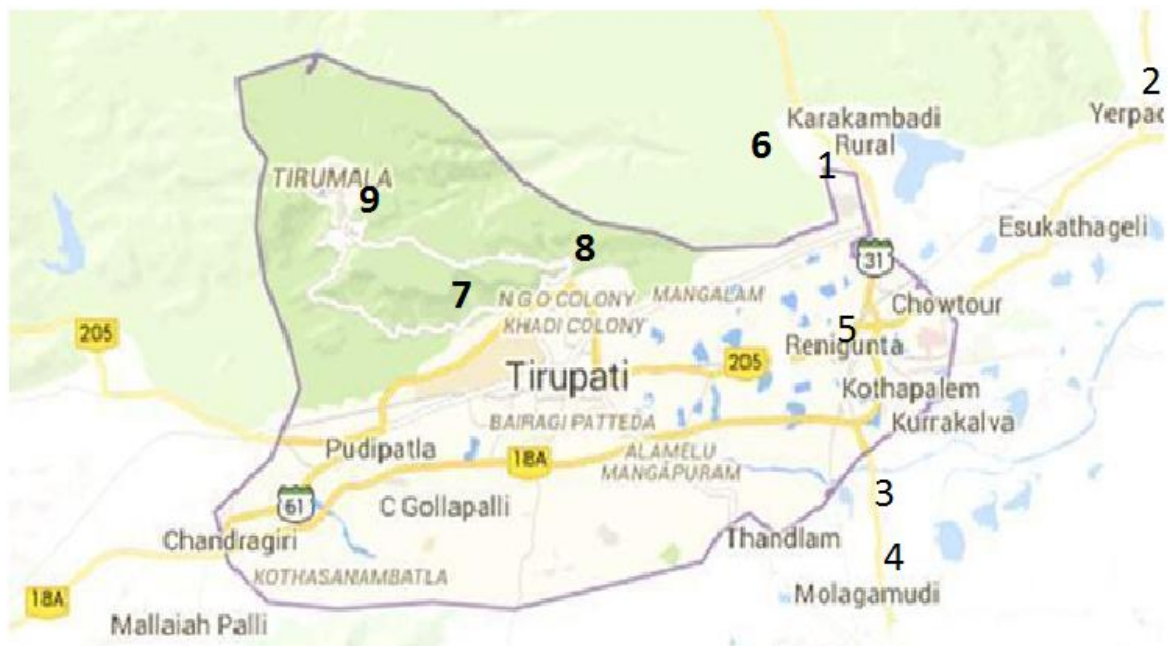 2
Yerpac
Karakambadi
Rural
6
1
TIRUMALA
9
Esukathageli
8
31
7
NGO COLONY
MANGALAM
Chowtour
KHADI COLONY
205
5
Renigunta
205
Tirupati
Kothapalem
BAIRAGI PATTEDA
Kurrakalva
Pudipatla
18A
ALAMELU
MANGAPURAM
61
C Gollapalli
3
Chandragiri
Thandlam
4
KOTHASANAMBATLA
18A
Molagamudi
Mallaiah Palli